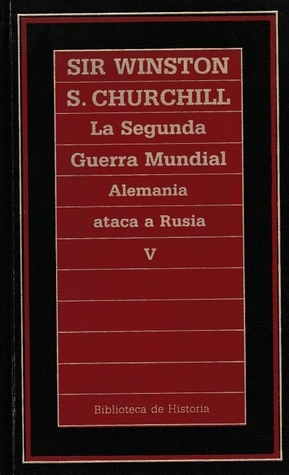 SIR WINSTON
S. CHURCHILL
La Segunda
Guerra Mundial
Alemania
ataca a Rusia
V
Biblioteca de Historia